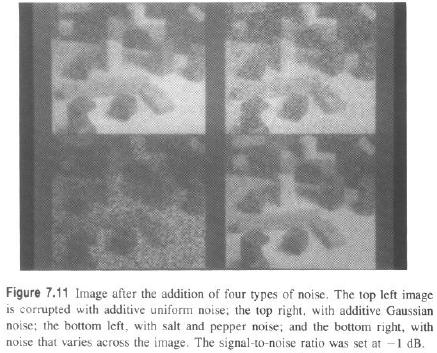 Figure 7.11 Image after the addition of four types of noise. The top left image
is corrupted with additive uniform noise; the top right, with additive Gaussian
noise; the bottom left, with salt and pepper noise; and the bottom right, with
noise that varies across the image. The signal-to-noise ratio was set at −1 dB.